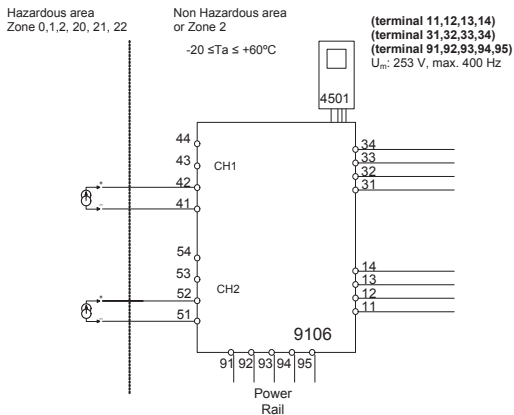 Hazardous area
Zone 0,1,2, 20, 21, 22
Non Hazardous area
or Zone 2
-20 ≤Ta ≤ +60ºC
(terminal 11,12,13,14)
(terminal 31,32,33,34)
(terminal 91,92,93,94,95)
Um: 253 V, max. 400 Hz
4501
44
43
42
41
CH1
34
33
32
31
54
53
52
51
CH2
14
13
12
11
9106
91 92 93 94 95
Power
Rail
+
-
+
-